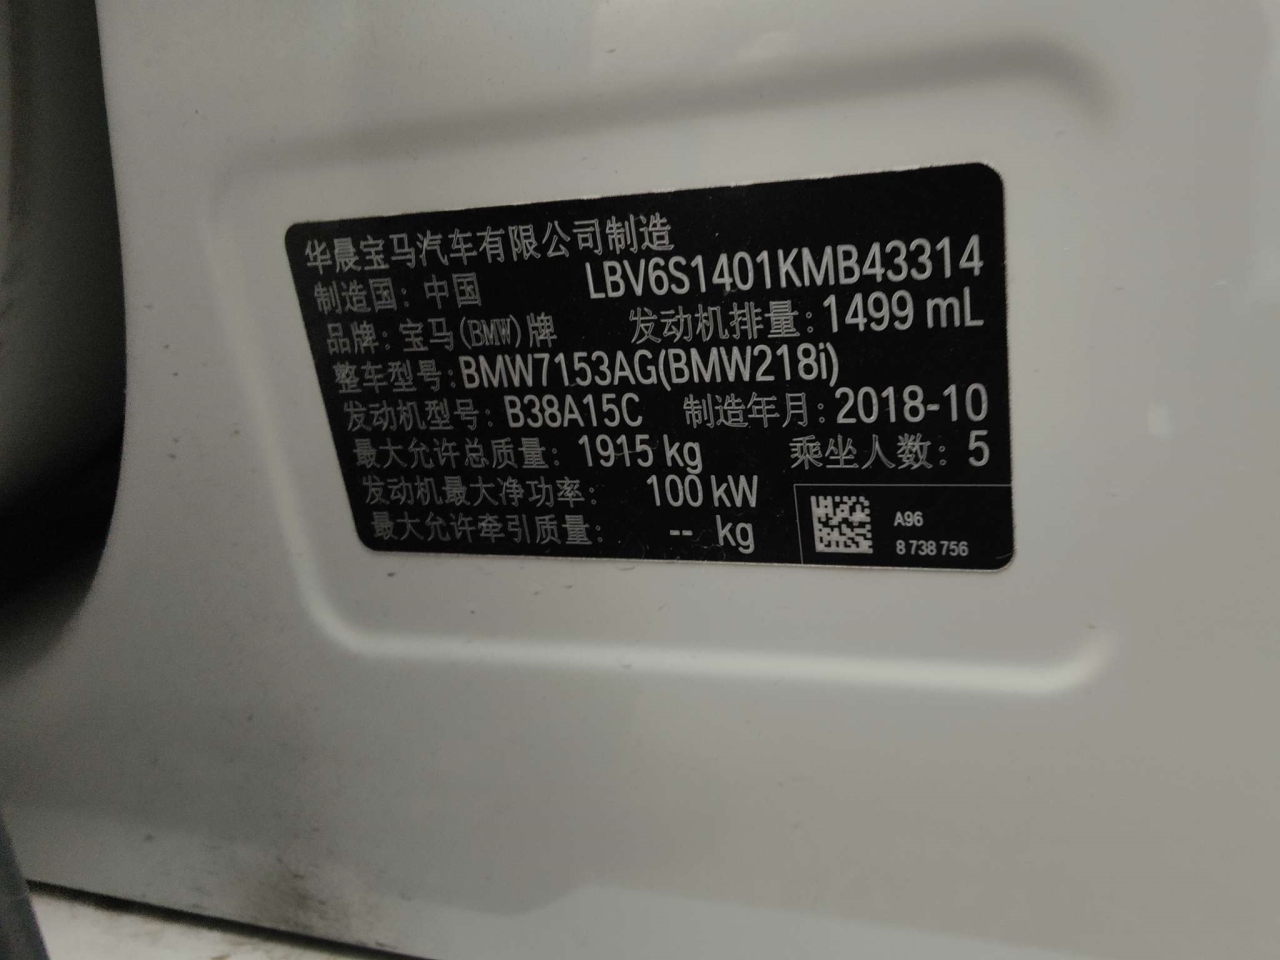 华晨宝马汽车有限公司制造
制造国：中国 LBV6S1401KMB43314
品牌：宝马(BMW)牌 发动机排量：1499 mL
整车型号：BMW7153AG(BMW218i)
发动机型号：B38A15C 制造年月：2018-10
最大允许总质量：1915 kg 乘坐人数：5
发动机最大净功率：100 kW
最大允许牵引质量：-- kg
A96
8 738 756